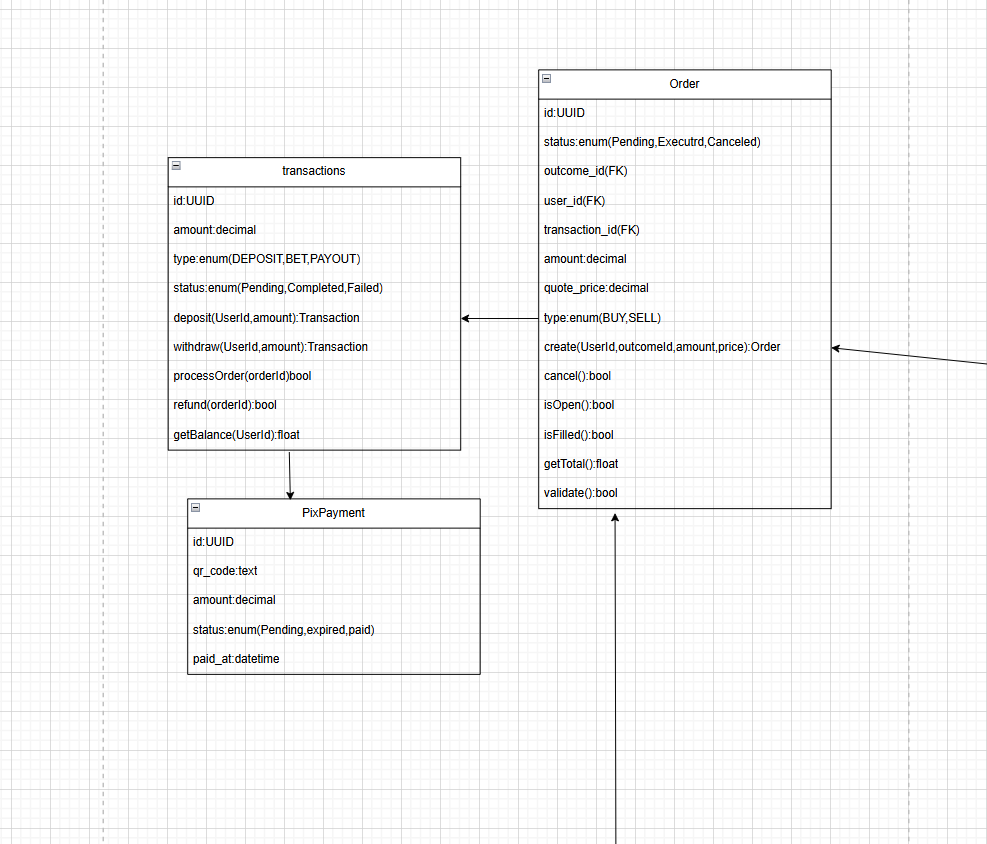 Order
id:UUID
status:enum(Pending,Executrd,Canceled)
outcome_id(FK)
user_id(FK)
transaction_id(FK)
amount:decimal
quote_price:decimal
type:enum(BUY,SELL)
create(UserId,outcomeId,amount,price):Order
cancel():bool
isOpen():bool
isFilled():bool
getTotal():float
validate():bool
transactions
id:UUID
amount:decimal
type:enum(DEPOSIT,BET,PAYOUT)
status:enum(Pending,Completed,Failed)
deposit(UserId,amount):Transaction
withdraw(UserId,amount):Transaction
processOrder(orderId)bool
refund(orderId):bool
getBalance(UserId):float
PixPayment
id:UUID
qr_code:text
amount:decimal
status:enum(Pending,expired,paid)
paid_at:datetime